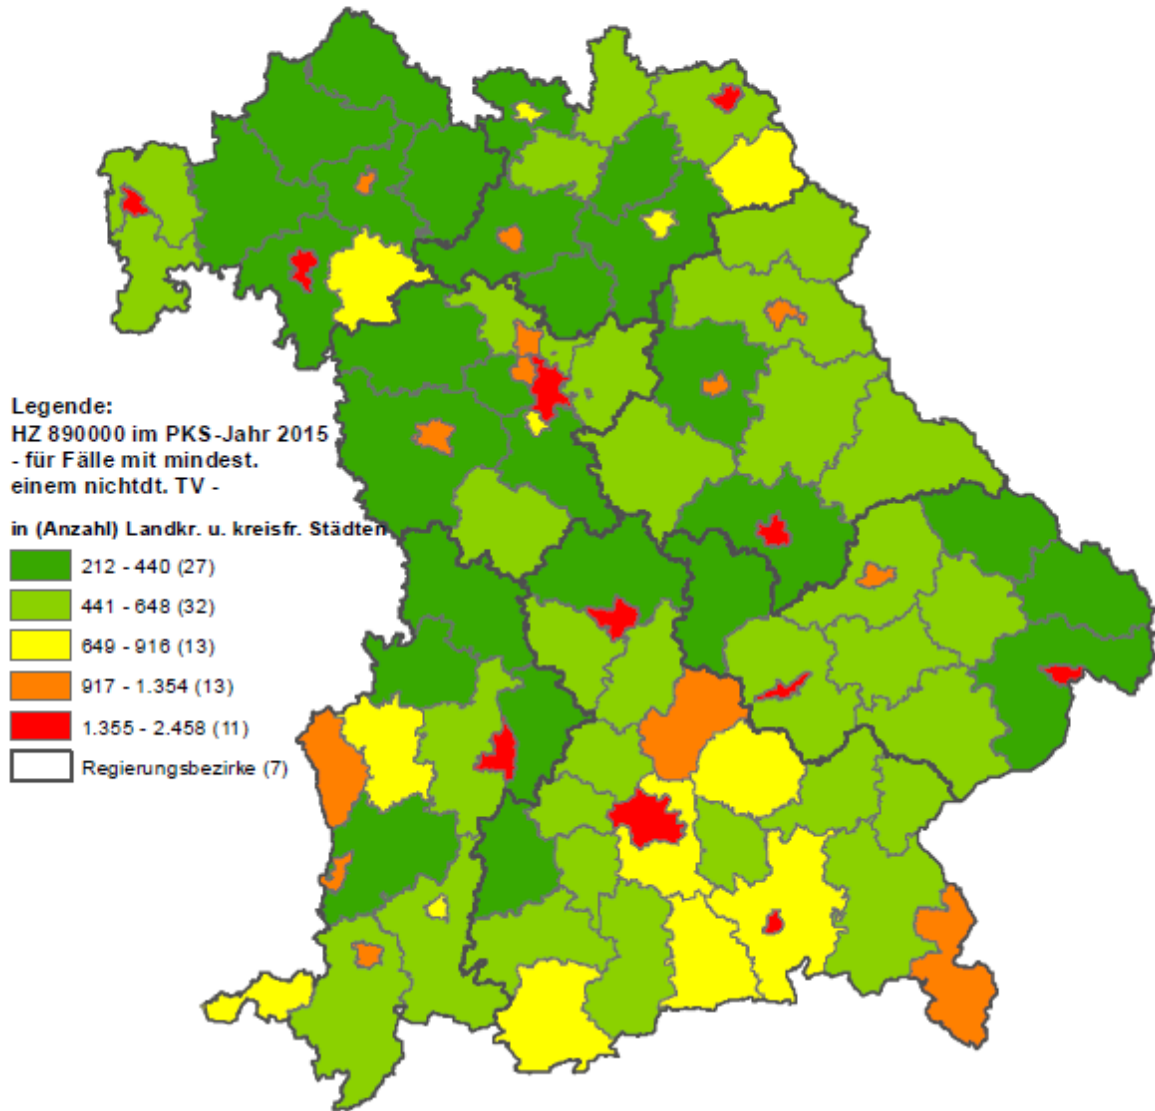 Legende:
HZ 890000 im PKS-Jahr 2015
- für Fälle mit mindest.
einem nichtdt. TV -
in (Anzahl) Landkr. u. kreisfr. Städten
212 - 440 (27)
441 - 648 (32)
649 - 916 (13)
917 - 1.354 (13)
1.355 - 2.458 (11)
Regierungsbezirke (7)